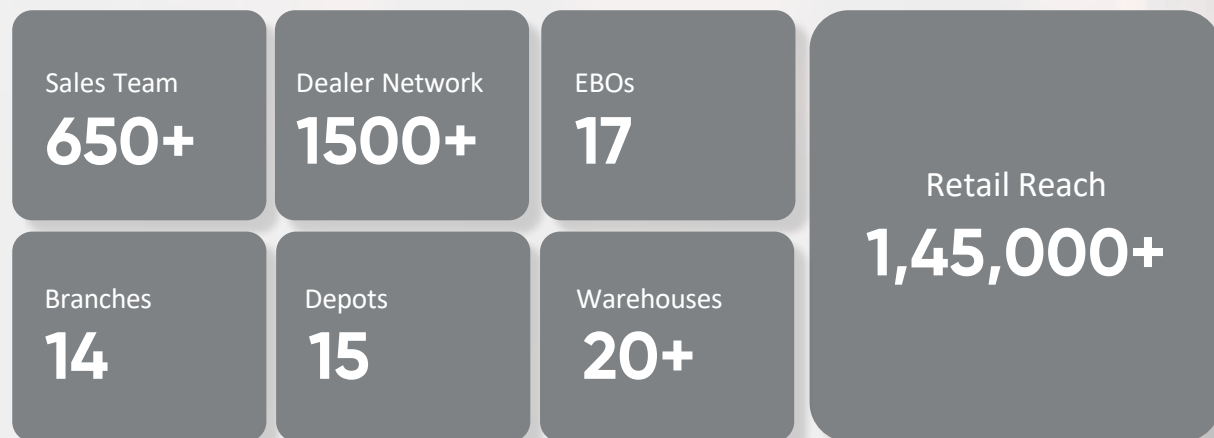 Sales Team
650+
Dealer Network
1500+
EBOs
17
Retail Reach
1,45,000+
Branches
14
Depots
15
Warehouses
20+